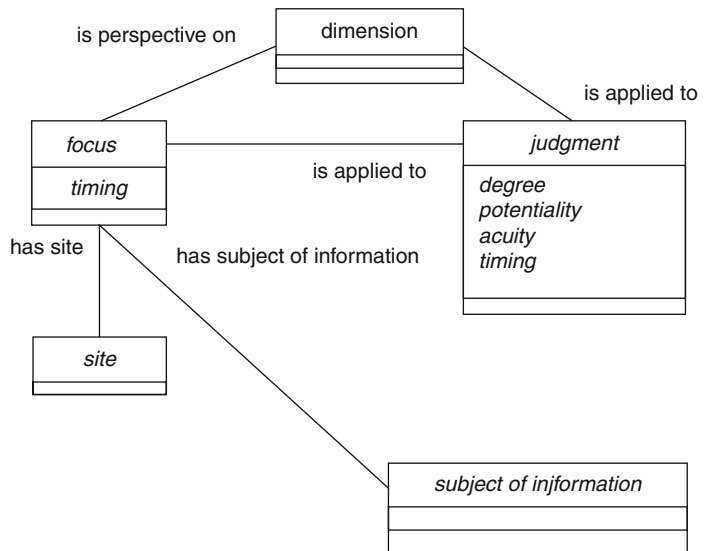 is perspective on
dimension
is applied to
focus
timing
is applied to
judgment
degree
potentiality
acuity
timing
has site
has subject of information
site
subject of injformation